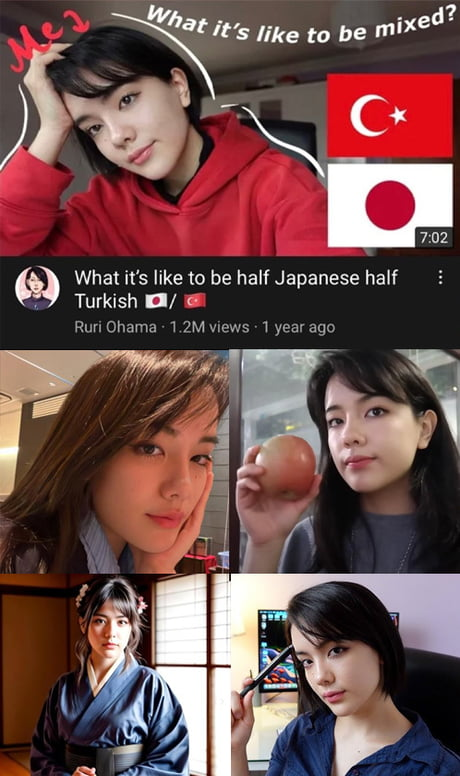 What it's like to be mixed?
Me :)
7:02
What it's like to be half Japanese half
Turkish 🇯🇵/ 🇹🇷
Ruri Ohama · 1.2M views · 1 year ago